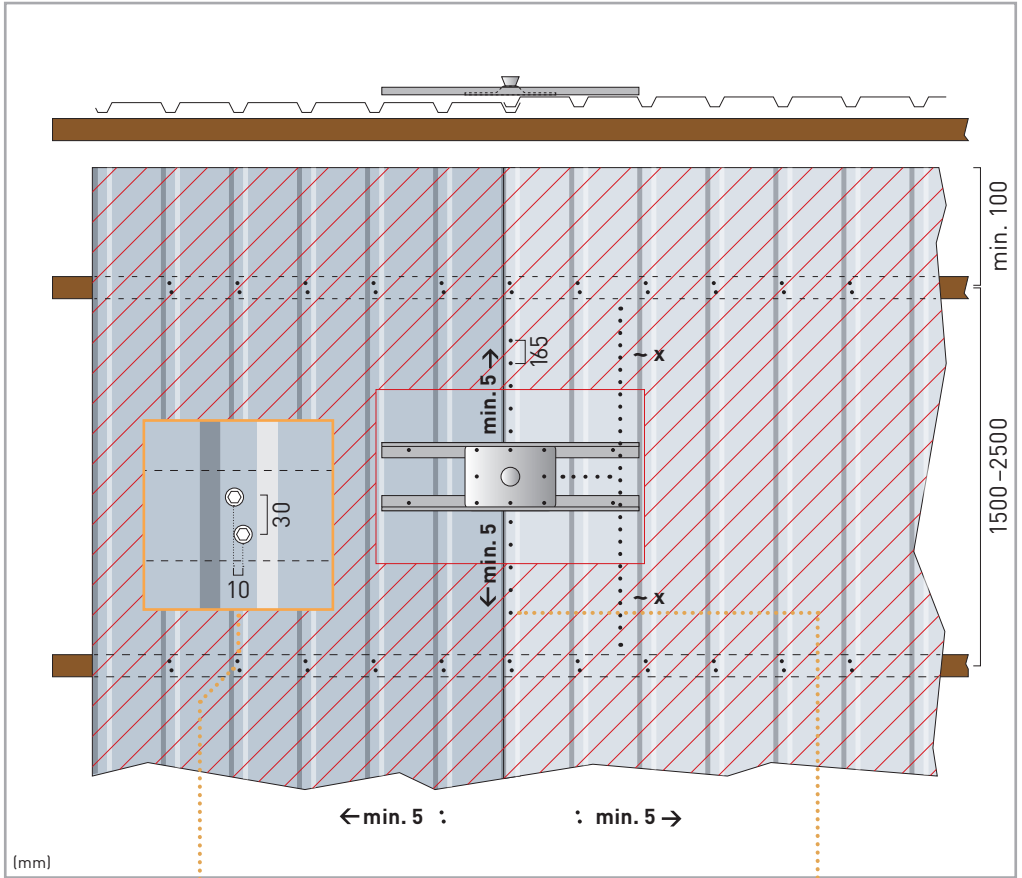 min. 100
165
~ x
min. 5 →
1500 – 2500
30
10
← min. 5
~ x
← min. 5 :
: min. 5 →
(mm)